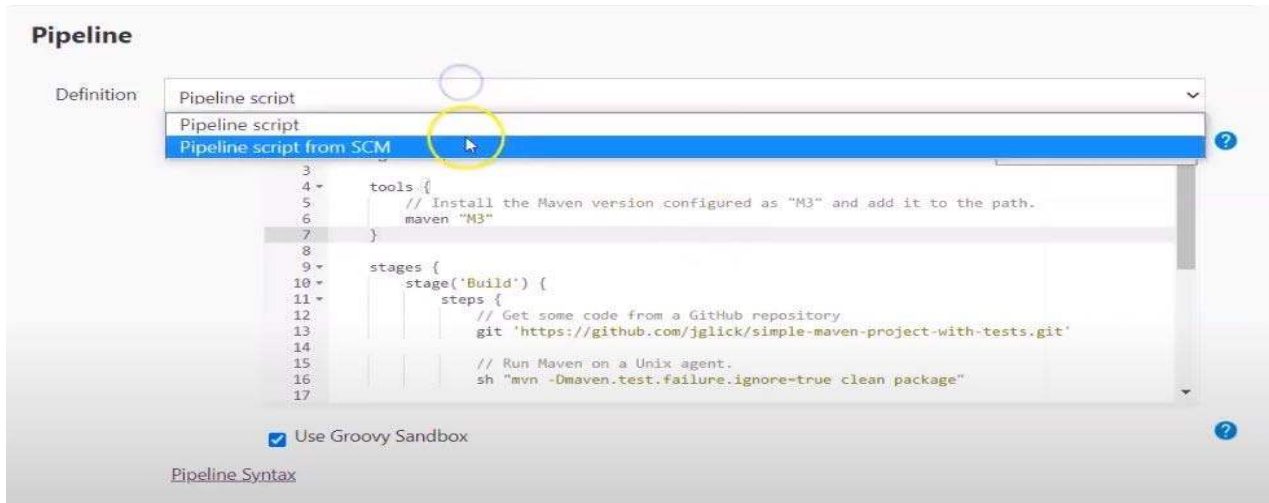 Pipeline
Definition
Pipeline script
Pipeline script
Pipeline script from SCM
3
4 tools {
5 // Install the Maven version configured as "M3" and add it to the path.
6 maven "M3"
7 }
8
9 stages {
10 stage('Build') {
11 steps {
12 // Get some code from a GitHub repository
13 git 'https://github.com/jglick/simple-maven-project-with-tests.git'
14
15 // Run Maven on a Unix agent.
16 sh "mvn -Dmaven.test.failure.ignore=true clean package"
17
Use Groovy Sandbox
Pipeline Syntax